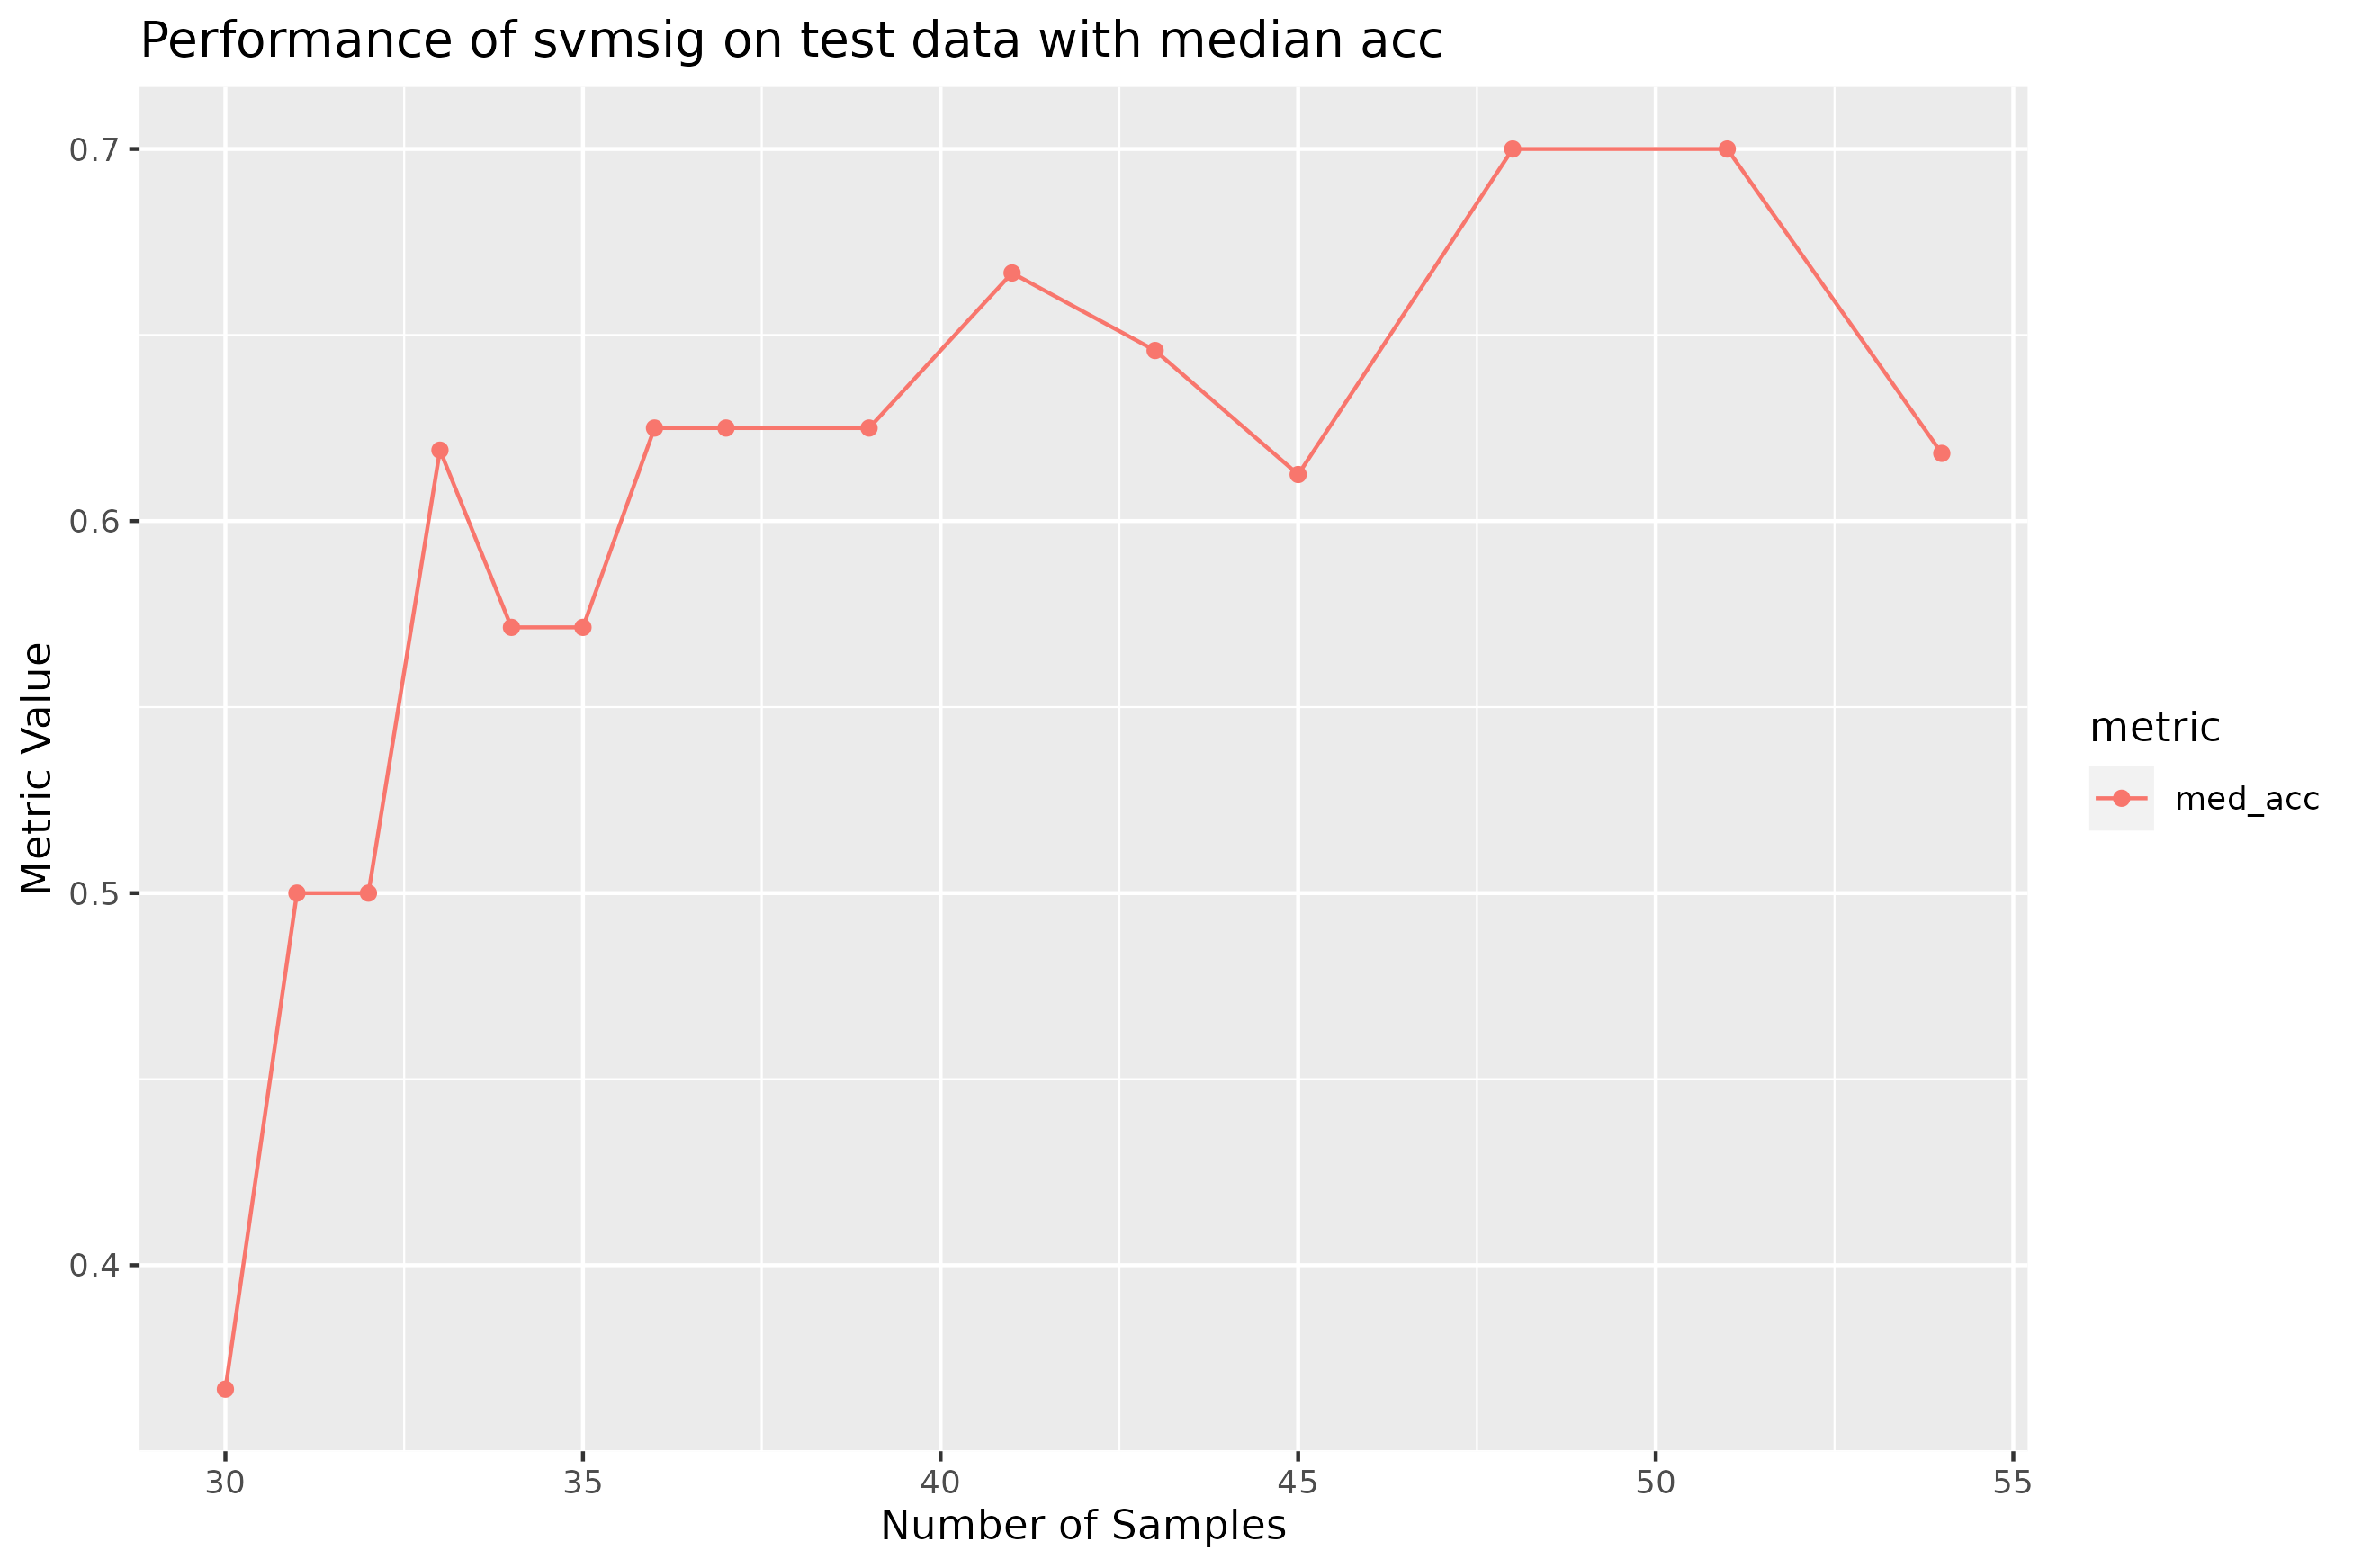 Performance of svmsig on test data with median acc
Metric Value
0.7
0.6
0.5
0.4
30 35 40 45 50 55
Number of Samples
metric
med_acc